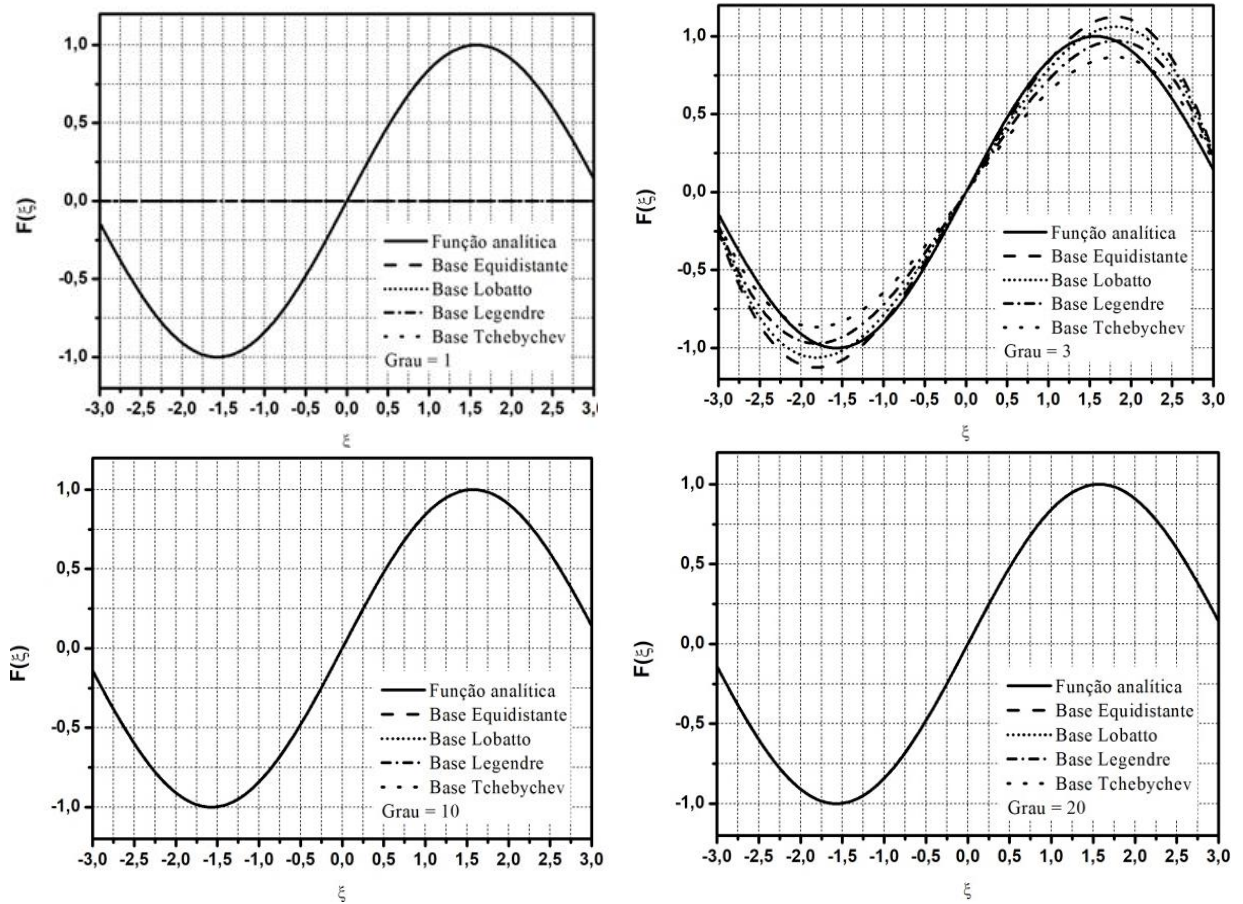 1,0
0,5
0,0
-0,5
-1,0
F(ξ)
Função analítica
Base Equidistante
Base Lobatto
Base Legendre
Base Tchebychev
Grau = 1
-3,0 -2,5 -2,0 -1,5 -1,0 -0,5 0,0 0,5 1,0 1,5 2,0 2,5 3,
ξ
1,0
0,5
0,0
-0,5
-1,0
F(ξ)
Função analítica
Base Equidistante
Base Lobatto
Base Legendre
Base Tchebychev
Grau = 3
-3,0 -2,5 -2,0 -1,5 -1,0 -0,5 0,0 0,5 1,0 1,5 2,0 2,5 3,0
ξ
1,0
0,5
0,0
-0,5
-1,0
F(ξ)
Função analítica
Base Equidistante
Base Lobatto
Base Legendre
Base Tchebychev
Grau = 10
-3,0 -2,5 -2,0 -1,5 -1,0 -0,5 0,0 0,5 1,0 1,5 2,0 2,5 3,0
ξ
1,0
0,5
0,0
-0,5
-1,0
F(ξ)
Função analítica
Base Equidistante
Base Lobatto
Base Legendre
Base Tchebychev
Grau = 20
-3,0 -2,5 -2,0 -1,5 -1,0 -0,5 0,0 0,5 1,0 1,5 2,0 2,5 3,0
ξ